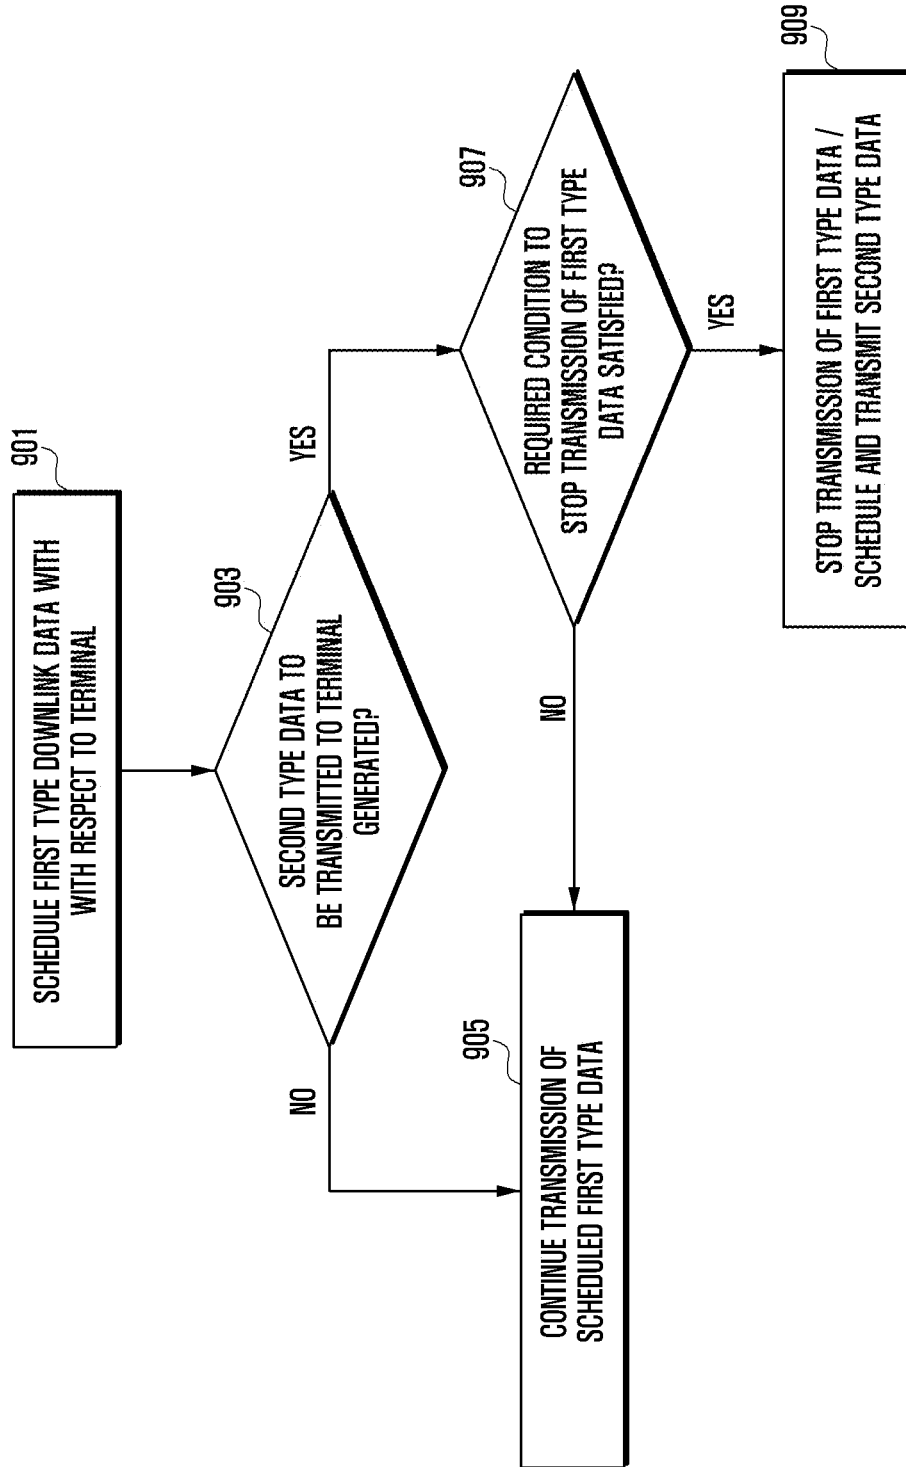 901
SCHEDULE FIRST TYPE DOWNLINK DATA WITH
WITH RESPECT TO TERMINAL
903
SECOND TYPE DATA TO
BE TRANSMITTED TO TERMINAL
GENERATED?
NO
YES
905
CONTINUE TRANSMISSION OF
SCHEDULED FIRST TYPE DATA
907
REQUIRED CONDITION TO
STOP TRANSMISSION OF FIRST TYPE
DATA SATISFIED?
NO
YES
909
STOP TRANSMISSION OF FIRST TYPE DATA /
SCHEDULE AND TRANSMIT SECOND TYPE DATA